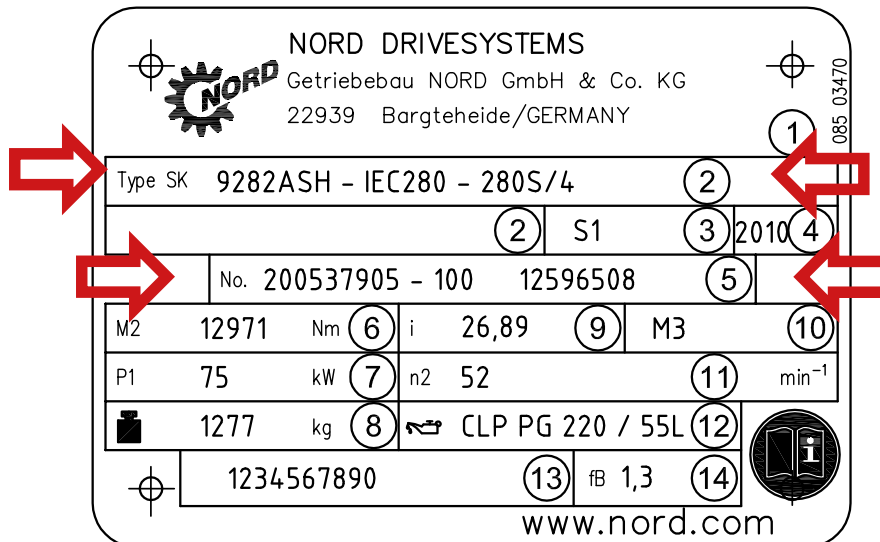 NORD DRIVESYSTEMS
NORD
Getriebebau NORD GmbH & Co. KG
22939 Bargteheide/GERMANY
085 03470
1
Type SK 9282ASH - IEC280 - 280S/4 2
2 S1 3 2010 4
No. 200537905 - 100 12596508 5
M2 12971 Nm 6 i 26,89 9 M3 10
P1 75 kW 7 n2 52 11 min⁻¹
1277 kg 8 CLP PG 220 / 55L 12
i
1234567890 13 fB 1,3 14
www.nord.com